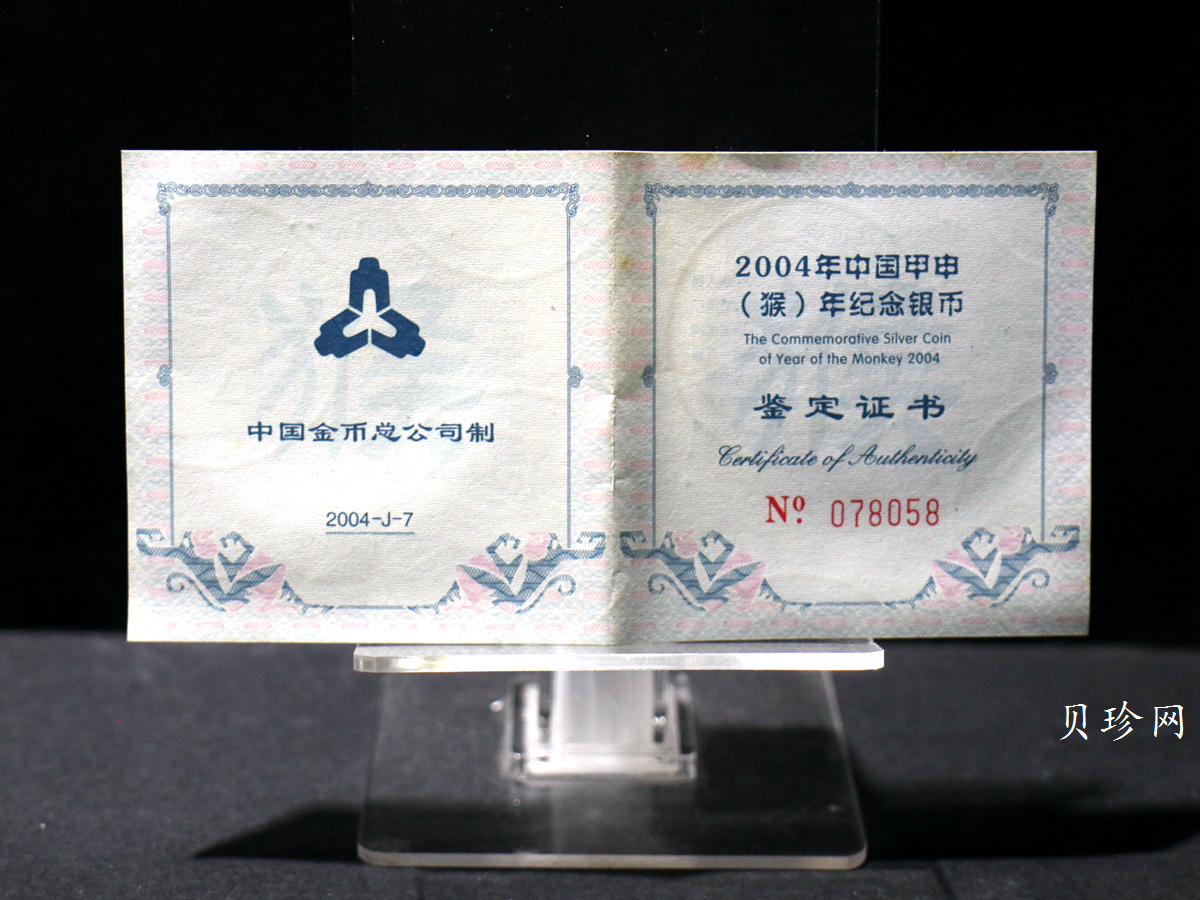 中国金币总公司制
2004-J-7
2004年中国甲申
（猴）年纪念银币
The Commemorative Silver Coin
of Year of the Monkey 2004
鉴定证书
Certificate of Authenticity
Nº 078058
贝珍网